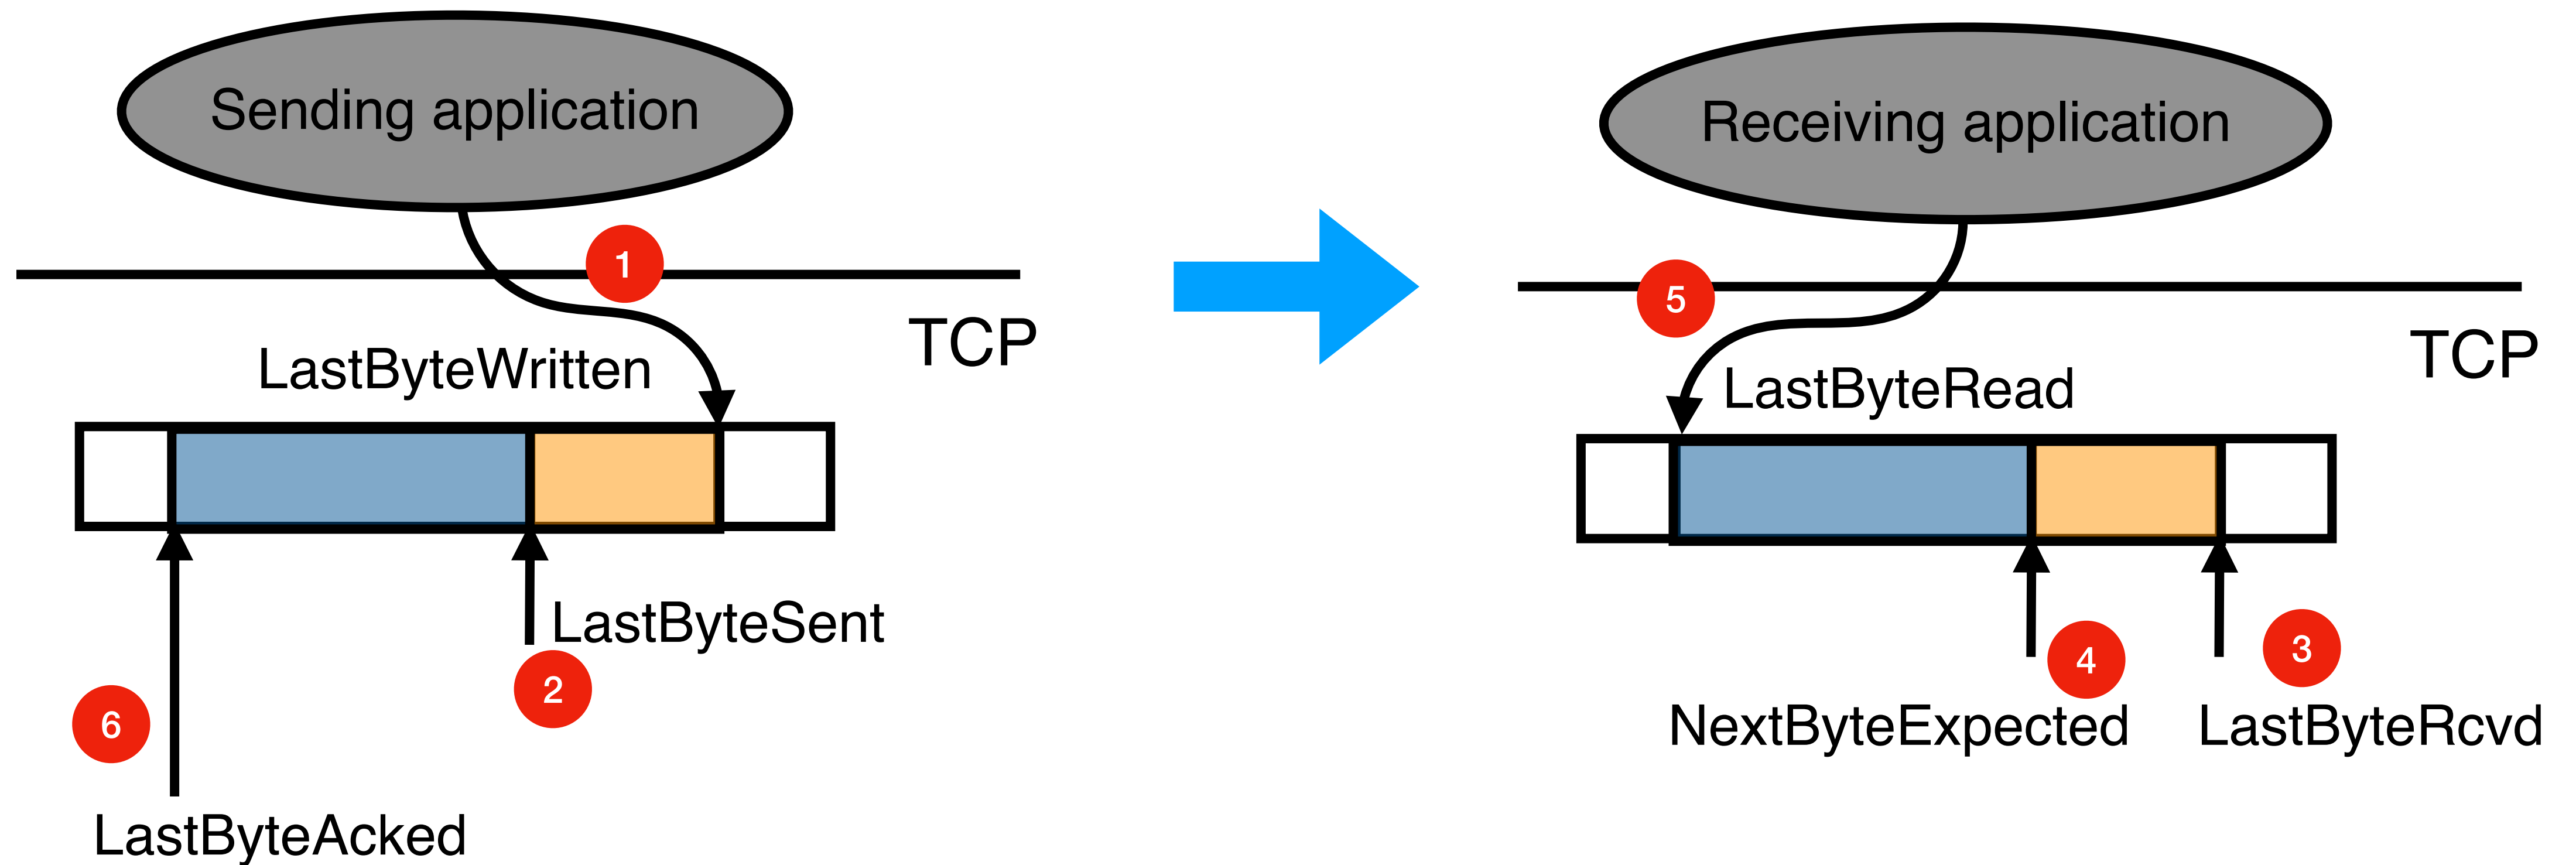 Sending application
Receiving application
1
5
TCP
TCP
LastByteWritten
LastByteRead
LastByteSent
2
4
3
6
NextByteExpected
LastByteRcvd
LastByteAcked